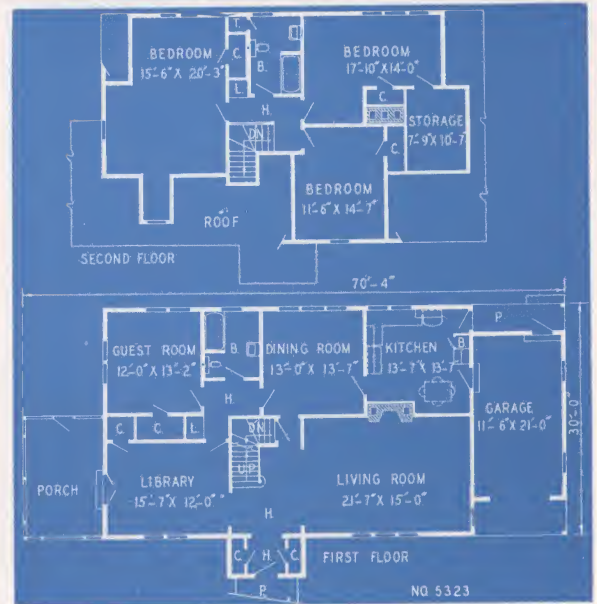 T.
BEDROOM
15'-6" X 20'-3"
C.
B.
BEDROOM
17'-10" X 14'-0"
L.
H.
C.
DN
STORAGE
7'-9" X 10'-7"
C.
BEDROOM
11'-6" X 14'-7"
ROOF
SECOND FLOOR
70'-4"
P.
GUEST ROOM
12'-0" X 13'-2"
B.
DINING ROOM
13'-0" X 13'-7"
KITCHEN
13'-7" X 13'-7"
B.
H.
GARAGE
11'-6" X 21'-0"
30'-0"
C.
C.
L.
DN
UP
PORCH
LIBRARY
15'-7" X 12'-0"
LIVING ROOM
21'-7" X 15'-0"
H.
C.
H.
C.
FIRST FLOOR
P.
NO. 5323